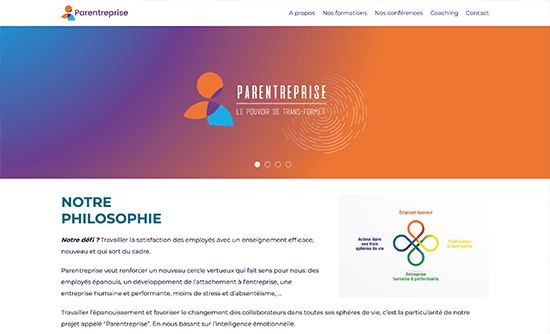 Parentreprise
A propos Nos formations Nos conférences Coaching Contact
PARENTREPRISE
LE POUVOIR DE TRANS-FORMER
NOTRE
PHILOSOPHIE
Notre défi ? Travailler la satisfaction des employés avec un enseignement efficace,
nouveau et qui sort du cadre.
Parentreprise veut renforcer un nouveau cercle vertueux qui fait sens pour nous: des
employés épanouis, un développement de l'attachement à l'entreprise, une
entreprise humaine et performante, moins de stress et d'absentéisme, ...
Employé épanoui
Acteur dans
ses trois
sphères de vie
Fidélisation à
l'entreprise
Entreprise
humaine & performante
Travailler l'épanouissement et favoriser le changement des collaborateurs dans toutes ses sphères de vie, c'est la particularité de notre
projet appelé "Parentreprise". En nous basant sur l'intelligence émotionnelle.